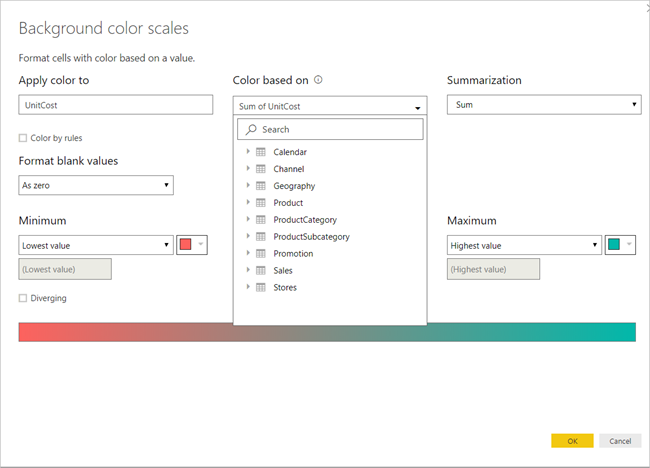 Background color scales
Format cells with color based on a value.
Apply color to
Color based on
Summarization
UnitCost
Sum of UnitCost
Sum
Search
Color by rules
Format blank values
As zero
Calendar
Channel
Geography
Product
ProductCategory
ProductSubcategory
Promotion
Sales
Stores
Minimum
Maximum
Lowest value
Highest value
(Lowest value)
(Highest value)
Diverging
OK
Cancel